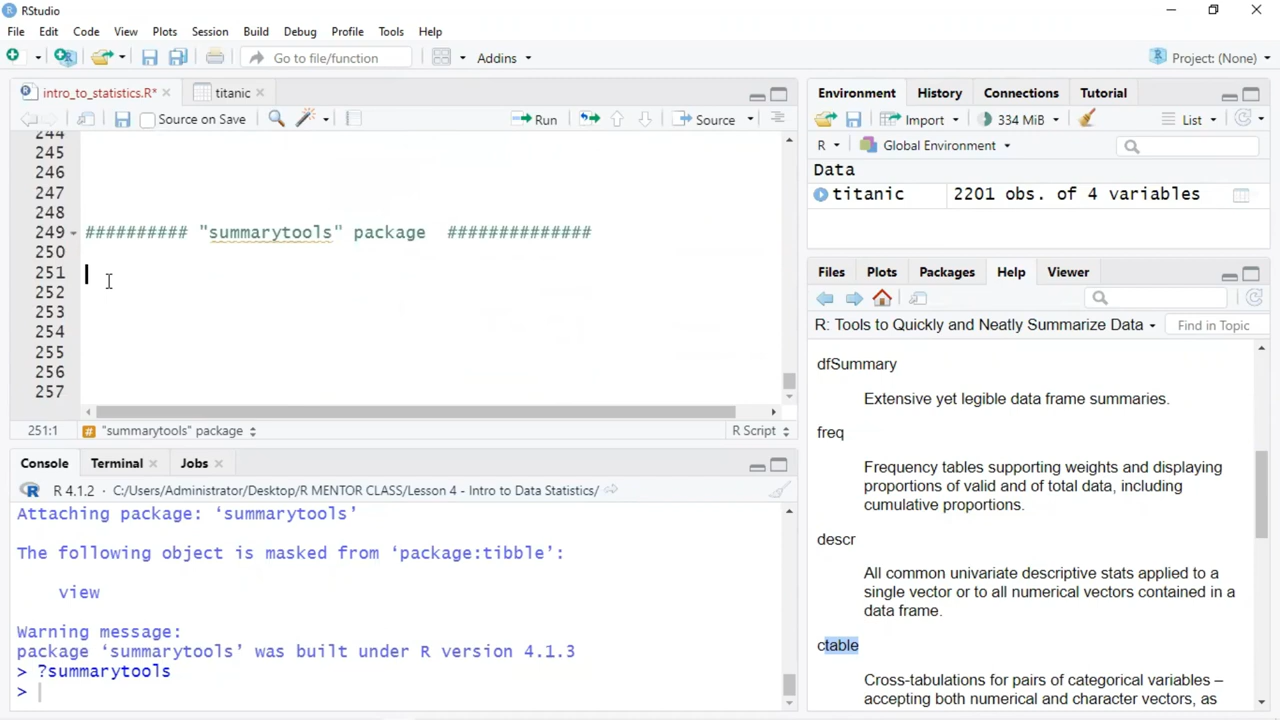 RStudio
File Edit Code View Plots Session Build Debug Profile Tools Help
Go to file/function Addins Project: (None)
intro_to_statistics.R* titanic
Source on Save Run Source
244
245
246
247
248
249 ########## "summarytools" package ##############
250
251
252
253
254
255
256
257
251:1 # "summarytools" package R Script
Console Terminal Jobs
R 4.1.2 · C:/Users/Administrator/Desktop/R MENTOR CLASS/Lesson 4 - Intro to Data Statistics/
Attaching package: ‘summarytools’
The following object is masked from ‘package:tibble’:
view
Warning message:
package ‘summarytools’ was built under R version 4.1.3
> ?summarytools
>
Environment History Connections Tutorial
Import 334 MiB List
R Global Environment
Data
titanic 2201 obs. of 4 variables
Files Plots Packages Help Viewer
R: Tools to Quickly and Neatly Summarize Data Find in Topic
dfSummary
Extensive yet legible data frame summaries.
freq
Frequency tables supporting weights and displaying
proportions of valid and of total data, including
cumulative proportions.
descr
All common univariate descriptive stats applied to a
single vector or to all numerical vectors contained in a
data frame.
ctable
Cross-tabulations for pairs of categorical variables –
accepting both numerical and character vectors, as